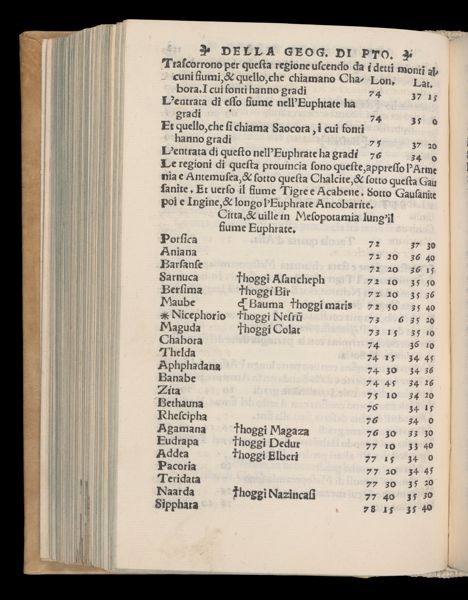 DELLA GEOG. DI PTO.
Trascorrono per questa regione uscendo da i detti monti al-
cuni fiumi, & quello, che chiamano Cha- Lon. Lat.
bora. I cui fonti hanno gradi 74 37 15
L'entrata di esso fiume nell'Euphrate ha
gradi 74 35 0
Et quello, che si chiama Saocora, i cui fonti
hanno gradi 75 37 20
L'entrata di questo nell'Euphrate ha gradi 76 34 0
Le regioni di questa prouincia sono queste, appresso l'Arme
nia e Antemusea, & sotto questa Chalcite, & sotto questa Gau
sanite. Et uerso il fiume Tigre e Acabene. Sotto Gausanite
poi e Ingine, & longo l'Euphrate Ancobarite.
Citta, & uille in Mesopotamia lung'il
fiume Euphrate.
Porsica 72 37 30
Aniana 72 20 36 40
Barsanse 72 20 36 15
Sarnuca †hoggi Asancheph 72 10 35 50
Bersima †hoggi Bir 72 20 35 36
Maube Bauma †hoggi maris 72 50 35 40
* Nicephorio †hoggi Nesrū 73 6 35 20
Maguda †hoggi Colat 73 15 35 10
Chabora 74 36 10
Thelda 74 15 34 45
Aphphadana 74 30 34 36
Banabe 74 45 34 26
Zita 75 10 34 20
Bethauna 76 34 15
Rhescipha 76 34 0
Agamana †hoggi Magaza 76 30 33 30
Eudrapa †hoggi Dedur 77 10 33 40
Addea †hoggi Elberi 77 15 34 0
Pacoria 77 20 34 45
Teridata 77 30 35 20
Naarda †hoggi Nazincasi 77 40 35 30
Sipphara 78 15 35 40